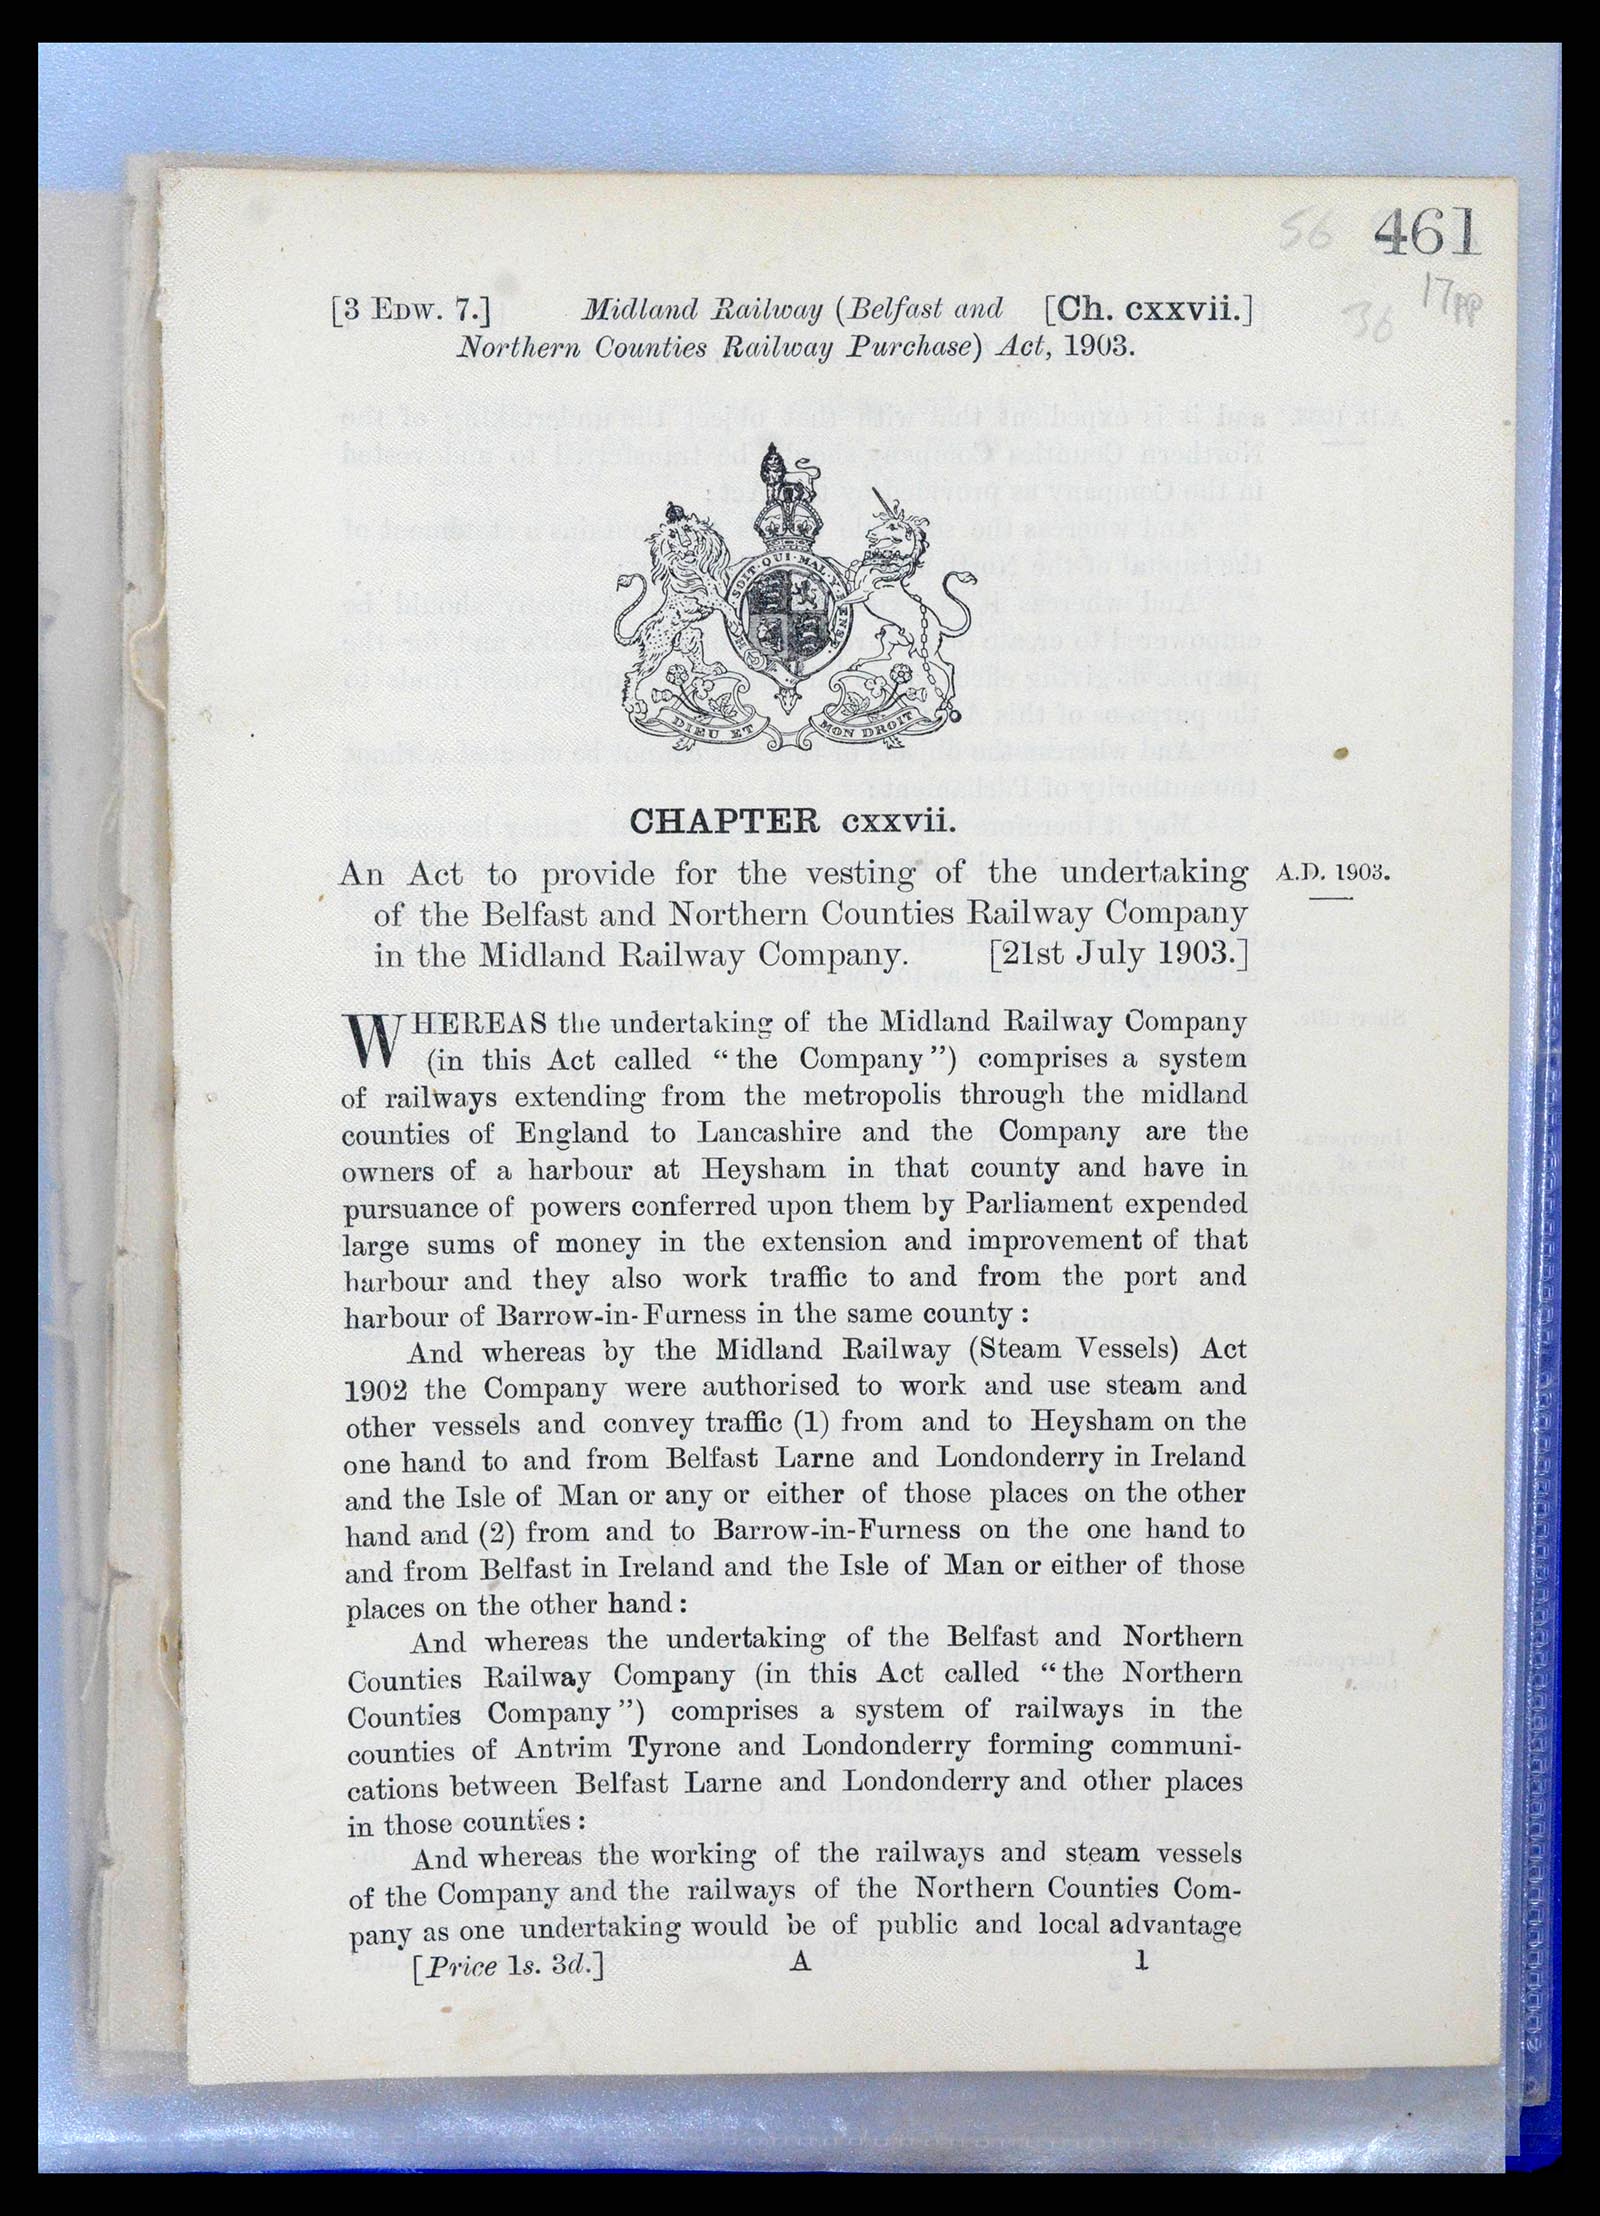 56 461
17pp
36
[3 EDW. 7.] Midland Railway (Belfast and [Ch. cxxvii.]
Northern Counties Railway Purchase) Act, 1903.
SOIT · QUI · MAL · Y · PENSE
DIEU ET MON DROIT
CHAPTER cxxvii.
An Act to provide for the vesting of the undertaking A.D. 1903.
of the Belfast and Northern Counties Railway Company
in the Midland Railway Company. [21st July 1903.]
WHEREAS the undertaking of the Midland Railway Company
(in this Act called “the Company”) comprises a system
of railways extending from the metropolis through the midland
counties of England to Lancashire and the Company are the
owners of a harbour at Heysham in that county and have in
pursuance of powers conferred upon them by Parliament expended
large sums of money in the extension and improvement of that
harbour and they also work traffic to and from the port and
harbour of Barrow-in-Furness in the same county :
And whereas by the Midland Railway (Steam Vessels) Act
1902 the Company were authorised to work and use steam and
other vessels and convey traffic (1) from and to Heysham on the
one hand to and from Belfast Larne and Londonderry in Ireland
and the Isle of Man or any or either of those places on the other
hand and (2) from and to Barrow-in-Furness on the one hand to
and from Belfast in Ireland and the Isle of Man or either of those
places on the other hand :
And whereas the undertaking of the Belfast and Northern
Counties Railway Company (in this Act called “the Northern
Counties Company”) comprises a system of railways in the
counties of Antrim Tyrone and Londonderry forming communi-
cations between Belfast Larne and Londonderry and other places
in those counties :
And whereas the working of the railways and steam vessels
of the Company and the railways of the Northern Counties Com-
pany as one undertaking would be of public and local advantage
[Price 1s. 3d.] A 1